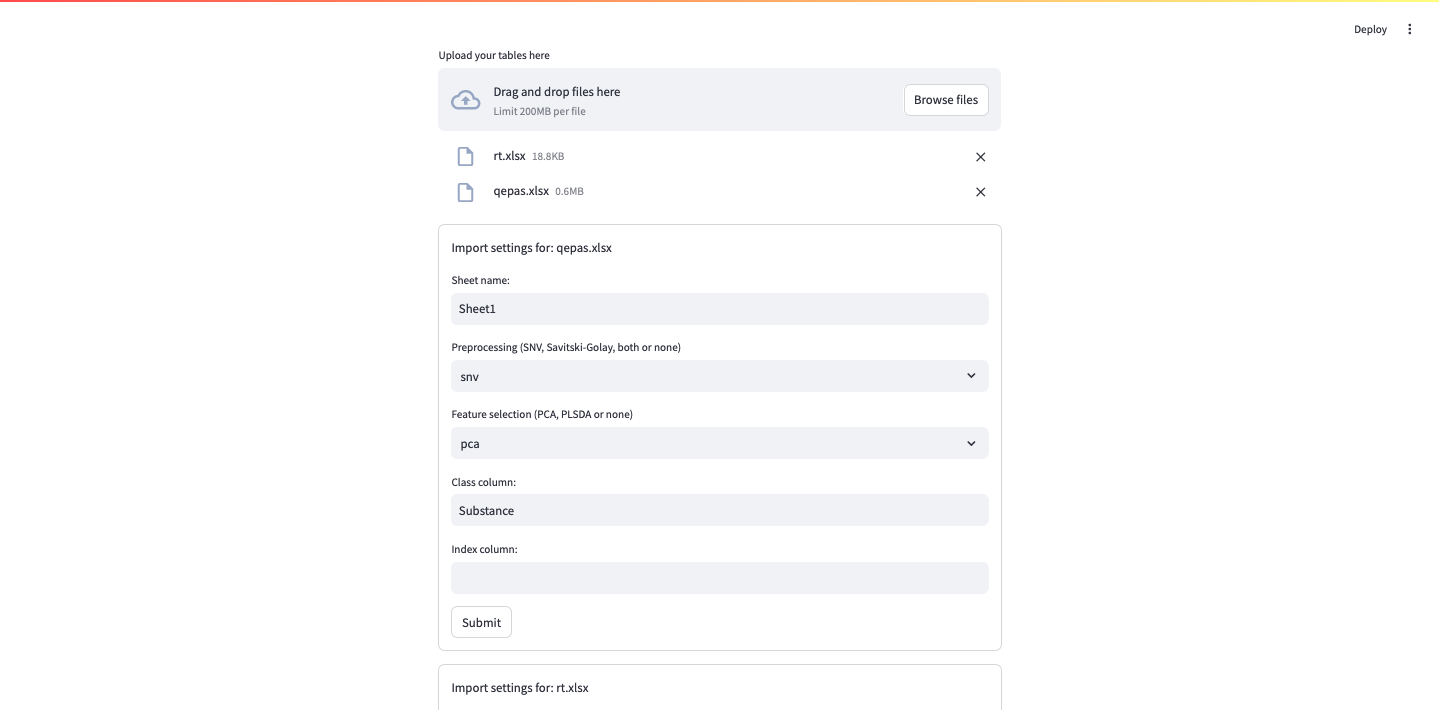 Deploy
Upload your tables here
Drag and drop files here
Limit 200MB per file
Browse files
rt.xlsx 18.8KB
qepas.xlsx 0.6MB
Import settings for: qepas.xlsx
Sheet name:
Sheet1
Preprocessing (SNV, Savitski-Golay, both or none)
snv
Feature selection (PCA, PLSDA or none)
pca
Class column:
Substance
Index column:
Submit
Import settings for: rt.xlsx